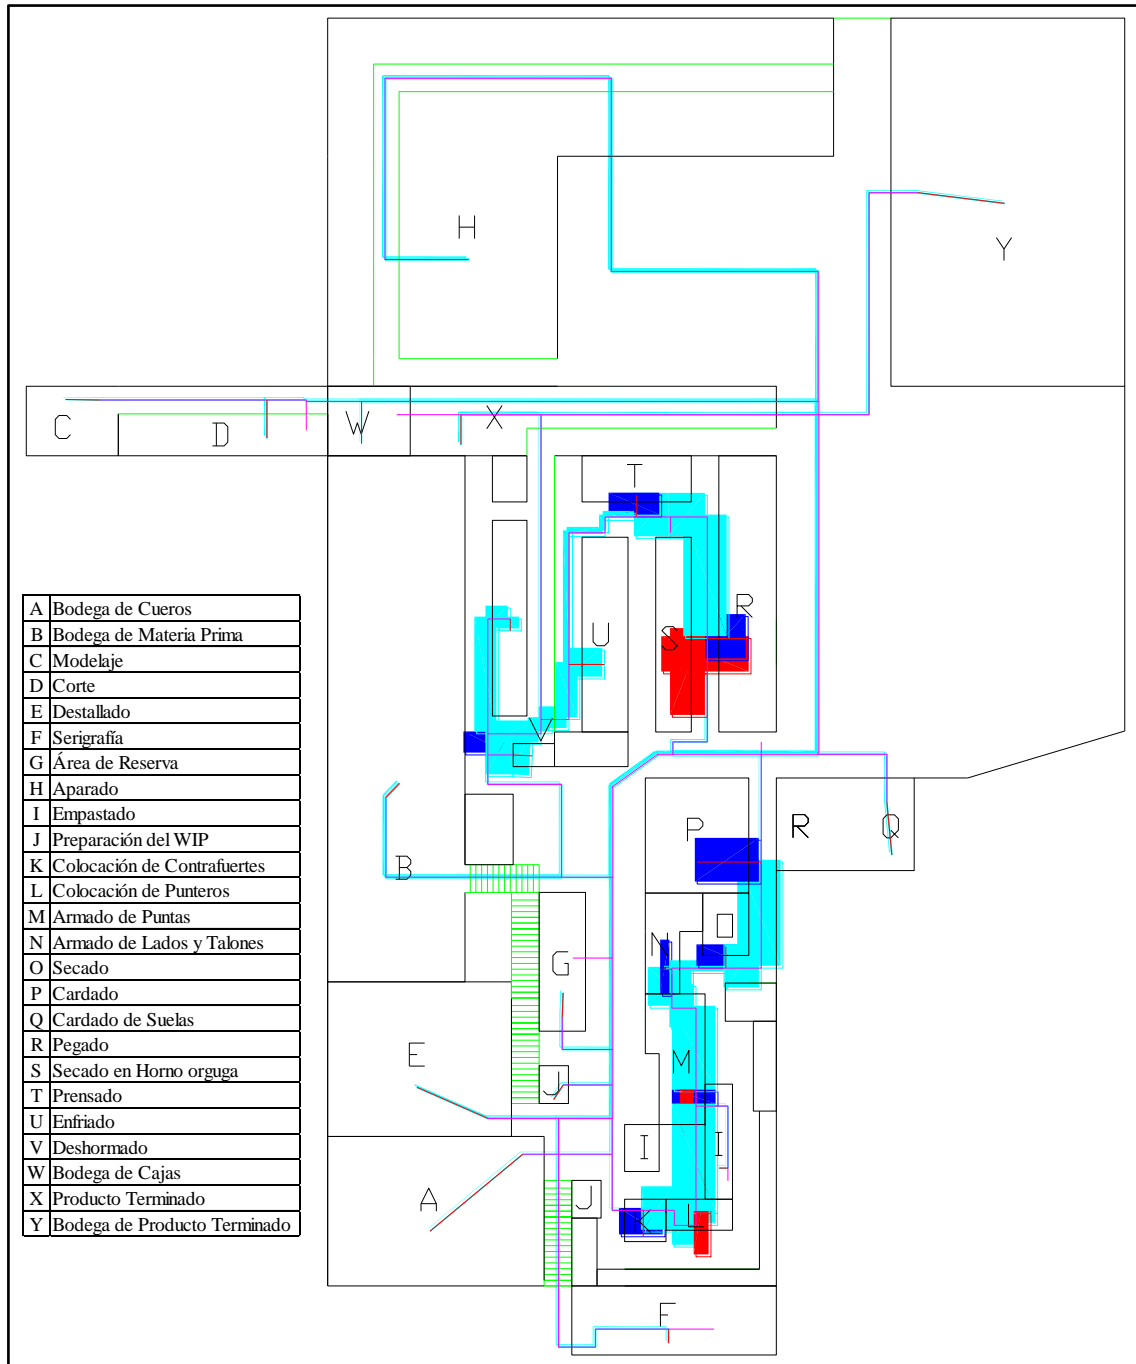 H
Y
C
D
W
X
T
R
S
U
V
A Bodega de Cueros
B Bodega de Materia Prima
C Modelaje
D Corte
E Destallado
F Serigrafía
G Área de Reserva
H Aparado
I Empastado
J Preparación del WIP
K Colocación de Contrafuertes
L Colocación de Punteros
M Armado de Puntas
N Armado de Lados y Talones
O Secado
P Cardado
Q Cardado de Suelas
R Pegado
S Secado en Horno orguga
T Prensado
U Enfriado
V Deshormado
W Bodega de Cajas
X Producto Terminado
Y Bodega de Producto Terminado
P
R
Q
B
O
N
G
E
M
J
I
I
A
J
K
L
F